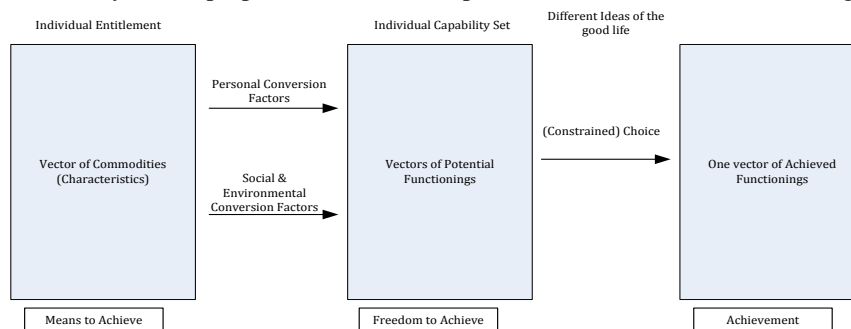 Individual Entitlement
Individual Capability Set
Different Ideas of the
good life
Personal Conversion
Factors
(Constrained) Choice
Vector of Commodities
(Characteristics)
Vectors of Potential
Functionings
One vector of Achieved
Functionings
Social &
Environmental
Conversion Factors
Means to Achieve
Freedom to Achieve
Achievement